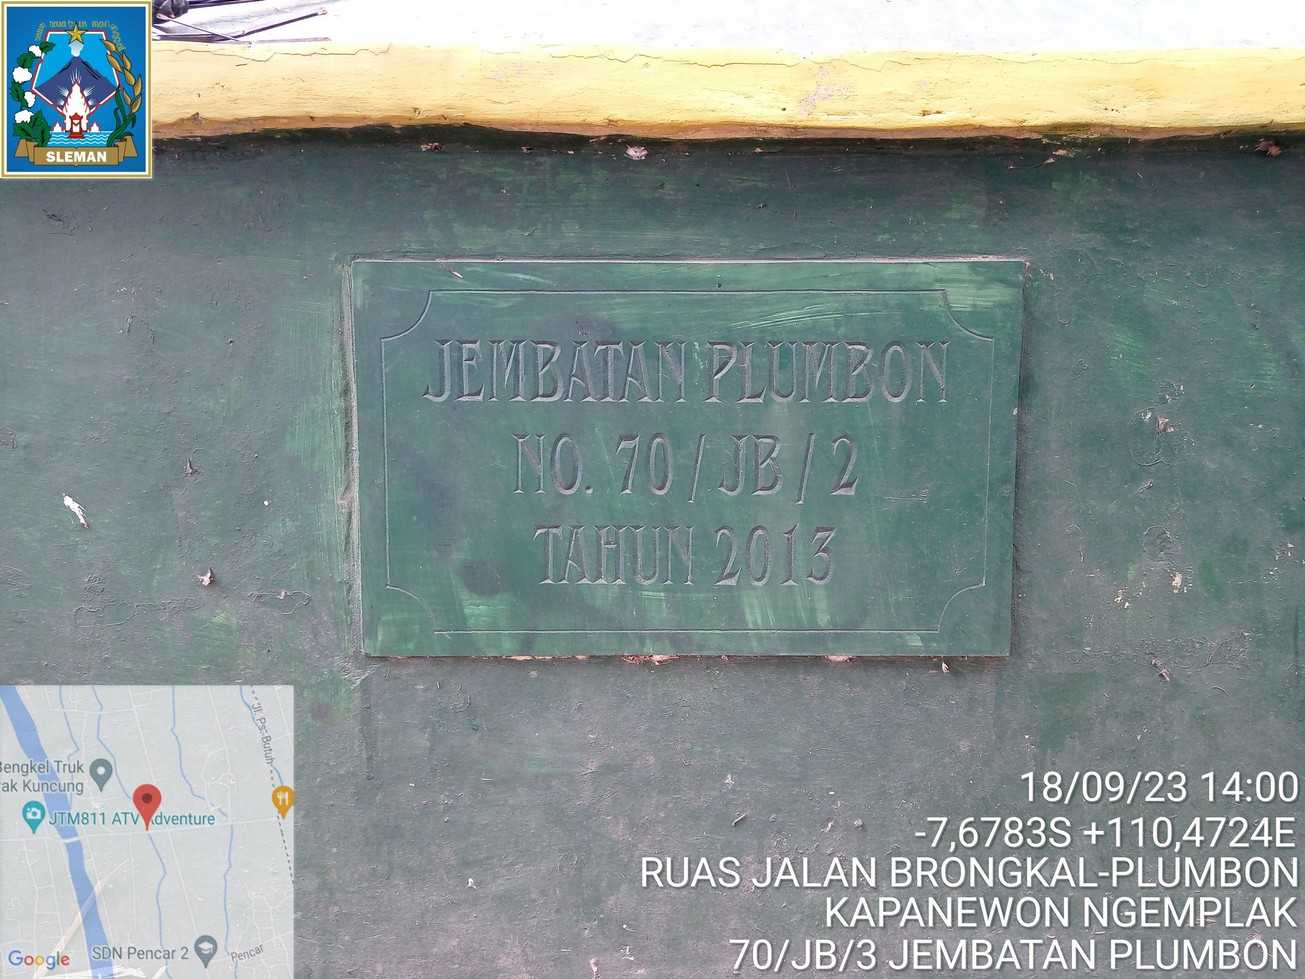 SLEMAN
JEMBATAN PLUMBON
NO. 70 / JB / 2
TAHUN 2013
Bengkel Truk
ak Kuncung
JTM811 ATV Adventure
Jl. Ps. Butuh
SDN Pencar 2
Pencar
Google
18/09/23 14:00
-7,6783S +110,4724E
RUAS JALAN BRONGKAL-PLUMBON
KAPANEWON NGEMPLAK
70/JB/3 JEMBATAN PLUMBON